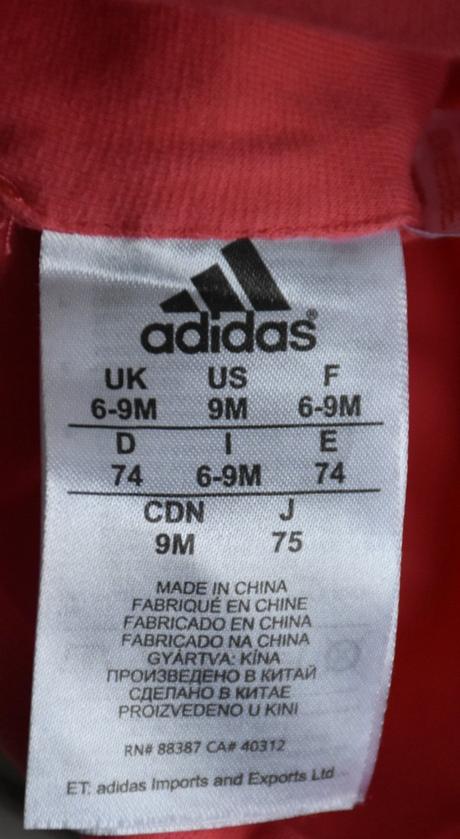 adidas®
UK US F
6-9M 9M 6-9M
D I E
74 6-9M 74
CDN J
9M 75
MADE IN CHINA
FABRIQUÉ EN CHINE
FABRICADO EN CHINA
FABRICADO NA CHINA
GYÁRTVA: KÍNA
ПРОИЗВЕДЕНО В КИТАЙ
СДЕЛАНО В КИТАЕ
PROIZVEDENO U KINI
RN# 88387 CA# 40312
ET. adidas Imports and Exports Ltd